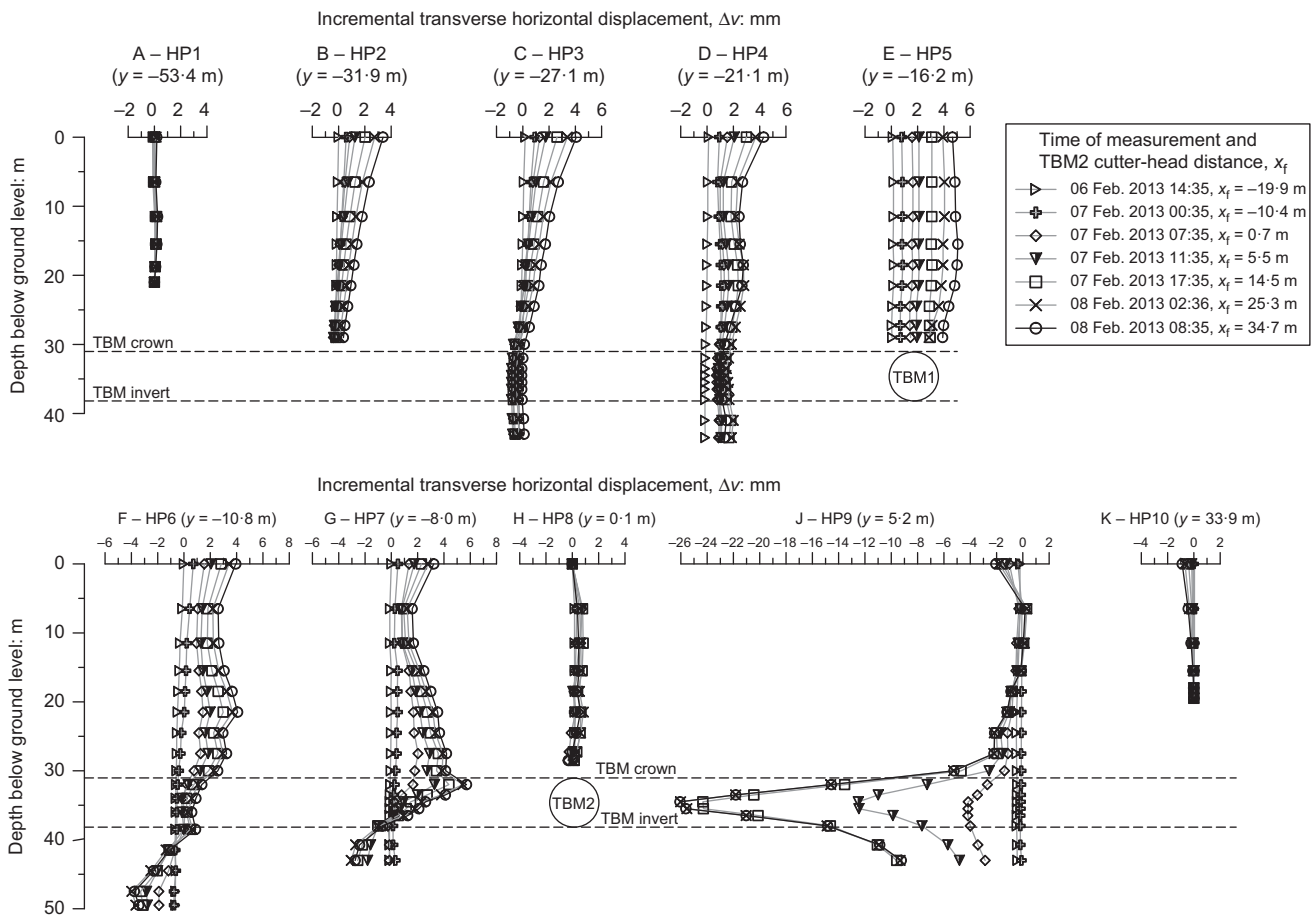 Incremental transverse horizontal displacement, Δv: mm
A – HP1 B – HP2 C – HP3 D – HP4 E – HP5
(y = –53·4 m) (y = –31·9 m) (y = –27·1 m) (y = –21·1 m) (y = –16·2 m)
–2 0 2 4 –2 0 2 4 –2 0 2 4 6 –2 0 2 4 6 –2 0 2 4 6
Depth below ground level: m
0
10
20
30
40
TBM crown
TBM invert
TBM1
Time of measurement and
TBM2 cutter-head distance, xf
06 Feb. 2013 14:35, xf = –19·9 m
07 Feb. 2013 00:35, xf = –10·4 m
07 Feb. 2013 07:35, xf = 0·7 m
07 Feb. 2013 11:35, xf = 5·5 m
07 Feb. 2013 17:35, xf = 14·5 m
08 Feb. 2013 02:36, xf = 25·3 m
08 Feb. 2013 08:35, xf = 34·7 m
Incremental transverse horizontal displacement, Δv: mm
F – HP6 (y = –10·8 m) G – HP7 (y = –8·0 m) H – HP8 (y = 0·1 m) J – HP9 (y = 5·2 m) K – HP10 (y = 33·9 m)
–6 –4 –2 0 2 4 6 8 –6 –4 –2 0 2 4 6 8 –4 –2 0 2 4 –26 –24 –22 –20 –18 –16 –14 –12 –10 –8 –6 –4 –2 0 2 –4 –2 0 2
Depth below ground level: m
0
10
20
30
40
50
TBM crown
TBM2
TBM invert